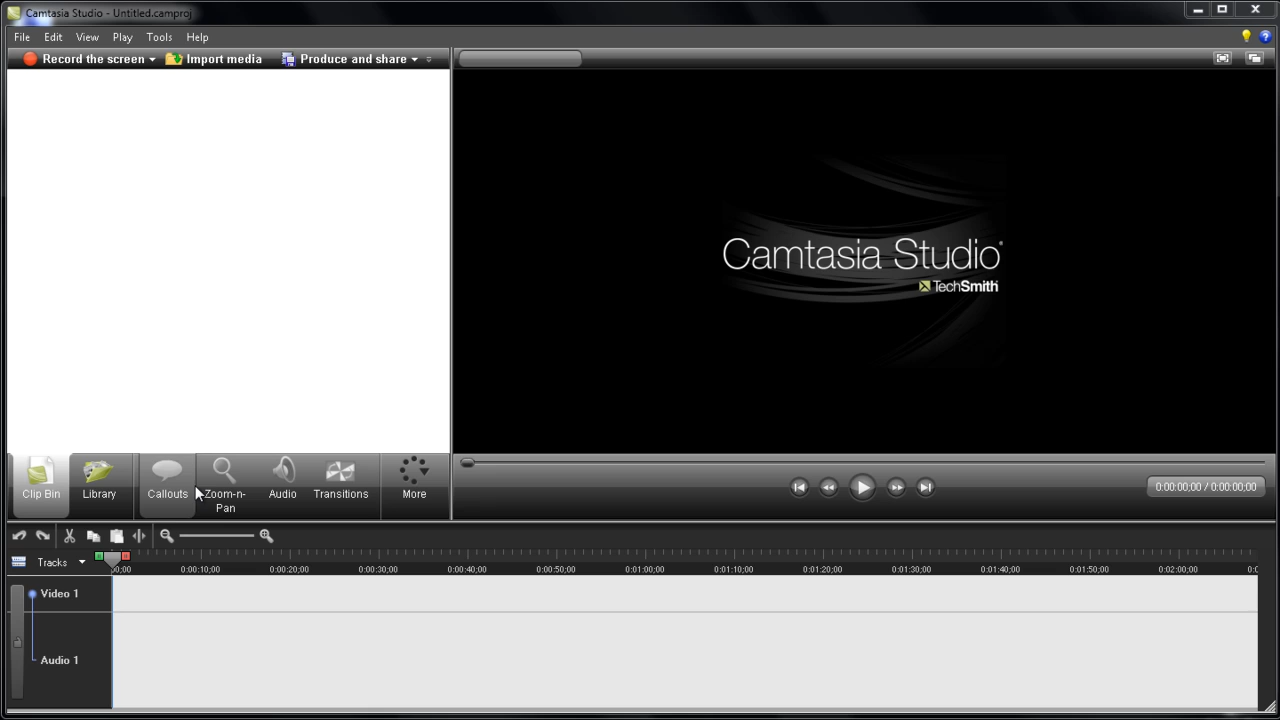 Camtasia Studio - Untitled.camproj
File Edit View Play Tools Help
Record the screen Import media Produce and share
Camtasia Studio®
TechSmith
Clip Bin Library Callouts Zoom-n-Pan Audio Transitions More
0:00:00;00 / 0:00:00;00
Tracks
00;00 0:00:10;00 0:00:20;00 0:00:30;00 0:00:40;00 0:00:50;00 0:01:00;00 0:01:10;00 0:01:20;00 0:01:30;00 0:01:40;00 0:01:50;00 0:02:00;00
Video 1
Audio 1